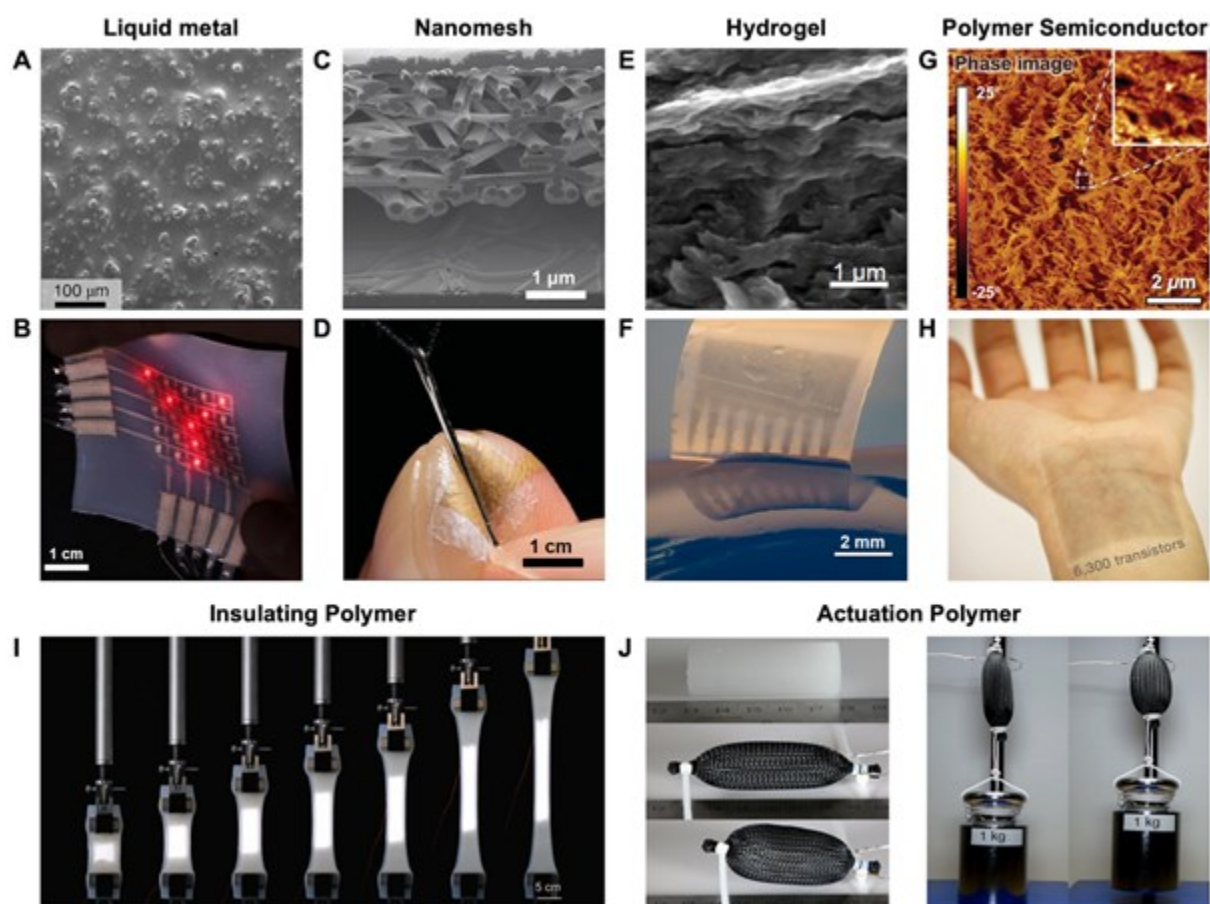 Liquid metal
Nanomesh
Hydrogel
Polymer Semiconductor
A
C
E
G
Phase image
25°
-25°
100 μm
1 μm
1 μm
2 μm
B
D
F
H
1 cm
1 cm
2 mm
6,300 transistors
Insulating Polymer
Actuation Polymer
I
J
5 cm
1 kg
1 kg